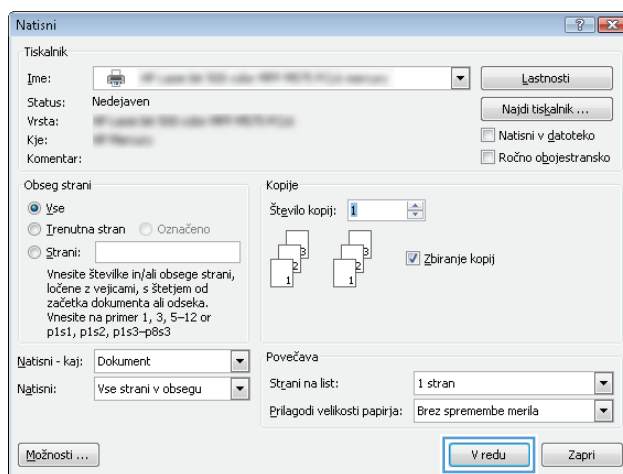 Natisni
Tiskalnik
Ime:
Lastnosti
Status: Nedejaven
Najdi tiskalnik ...
Vrsta:
Natisni v datoteko
Kje:
Ročno obojestransko
Komentar:
Obseg strani
Vse
Trenutna stran Označeno
Strani:
Vnesite številke in/ali obsege strani,
ločene z vejicami, s štetjem od
začetka dokumenta ali odseka.
Vnesite na primer 1, 3, 5–12 or
p1s1, p1s2, p1s3–p8s3
Kopije
Število kopij: 1
3 3
2 2
1 1
Zbiranje kopij
Natisni - kaj: Dokument
Natisni: Vse strani v obsegu
Povečava
Strani na list: 1 stran
Prilagodi velikosti papirja: Brez spremembe merila
Možnosti ...
V redu
Zapri